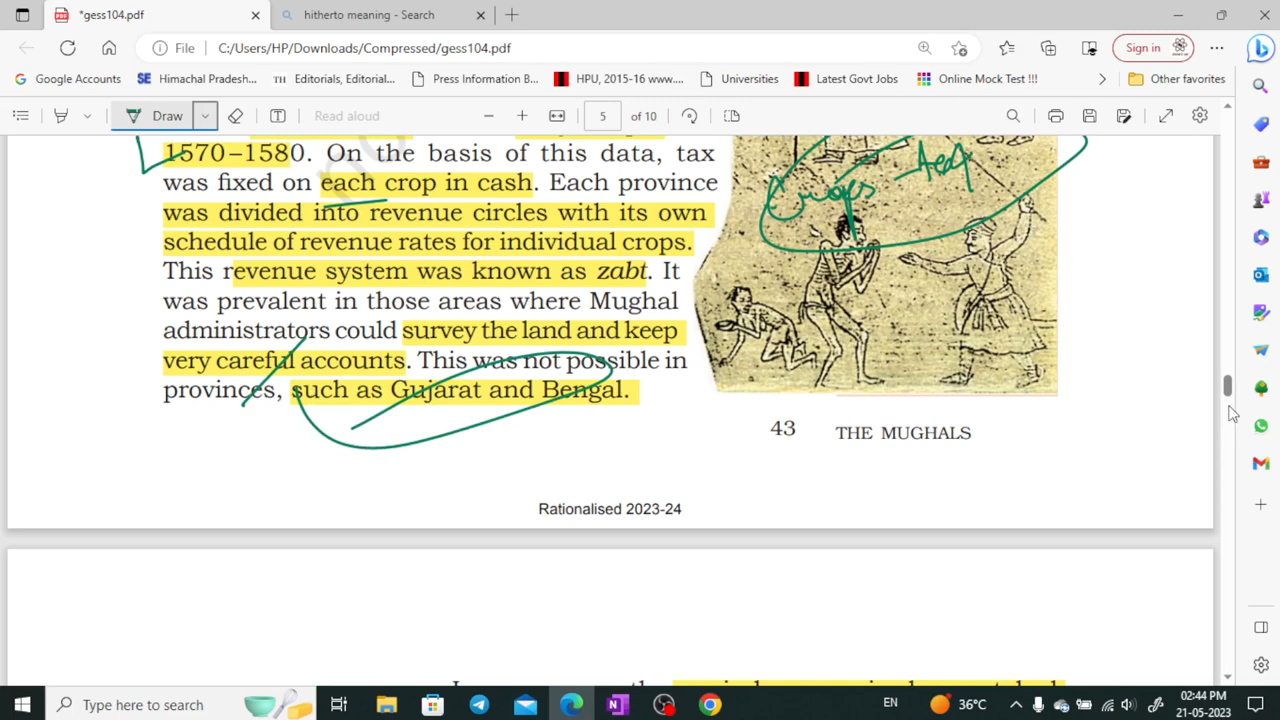 *gess104.pdf
hitherto meaning - Search
File
C:/Users/HP/Downloads/Compressed/gess104.pdf
Sign in
Google Accounts
SE Himachal Pradesh...
TH Editorials, Editorial...
Press Information B...
HPU, 2015-16 www....
Universities
Latest Govt Jobs
Online Mock Test !!!
Other favorites
Draw
Read aloud
5 of 10
1570–1580. On the basis of this data, tax
was fixed on each crop in cash. Each province
was divided into revenue circles with its own
schedule of revenue rates for individual crops.
This revenue system was known as zabt. It
was prevalent in those areas where Mughal
administrators could survey the land and keep
very careful accounts. This was not possible in
provinces, such as Gujarat and Bengal.
Crops
43 THE MUGHALS
Rationalised 2023-24
Type here to search
EN
36°C
02:44 PM
21-05-2023